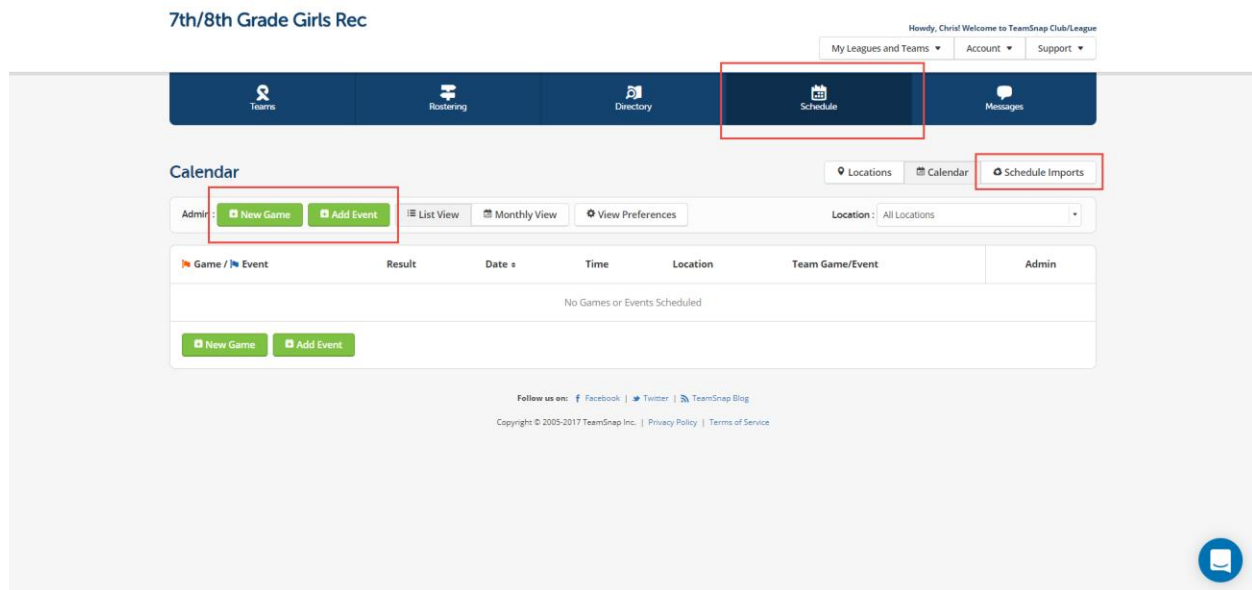 7th/8th Grade Girls Rec
Howdy, Chris! Welcome to TeamSnap Club/League
My Leagues and Teams Account Support
Teams Rostering Directory Schedule Messages
Calendar Locations Calendar Schedule Imports
Admin : New Game Add Event List View Monthly View View Preferences Location : All Locations
Game / Event Result Date Time Location Team Game/Event Admin
No Games or Events Scheduled
New Game Add Event
Follow us on: Facebook | Twitter | TeamSnap Blog
Copyright © 2005-2017 TeamSnap Inc. | Privacy Policy | Terms of Service